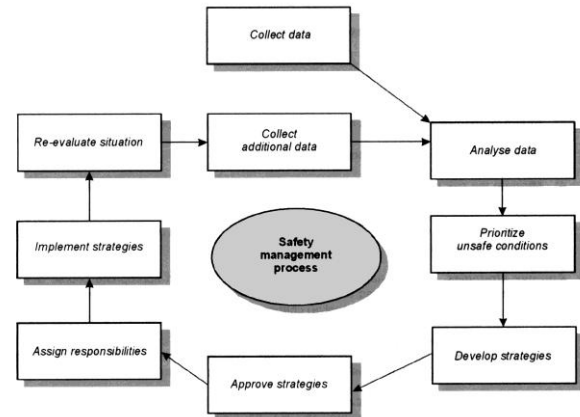 Collect data
Re-evaluate situation
Collect
additional data
Analyse data
Implement strategies
Safety
management
process
Prioritize
unsafe conditions
Assign responsibilities
Approve strategies
Develop strategies